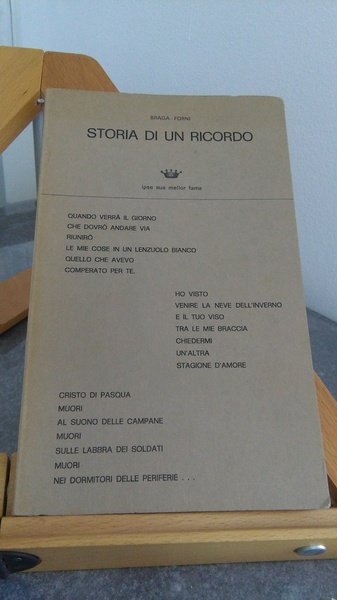 BRAGA - FORNI
STORIA DI UN RICORDO
ipse sua melior fama
QUANDO VERRÀ IL GIORNO
CHE DOVRÒ ANDARE VIA
RIUNIRÒ
LE MIE COSE IN UN LENZUOLO BIANCO
QUELLO CHE AVEVO
COMPERATO PER TE.
HO VISTO
VENIRE LA NEVE DELL'INVERNO
E IL TUO VISO
TRA LE MIE BRACCIA
CHIEDERMI
UN'ALTRA
STAGIONE D'AMORE
CRISTO DI PASQUA
MUORI
AL SUONO DELLE CAMPANE
MUORI
SULLE LABBRA DEI SOLDATI
MUORI
NEI DORMITORI DELLE PERIFERIE . . .